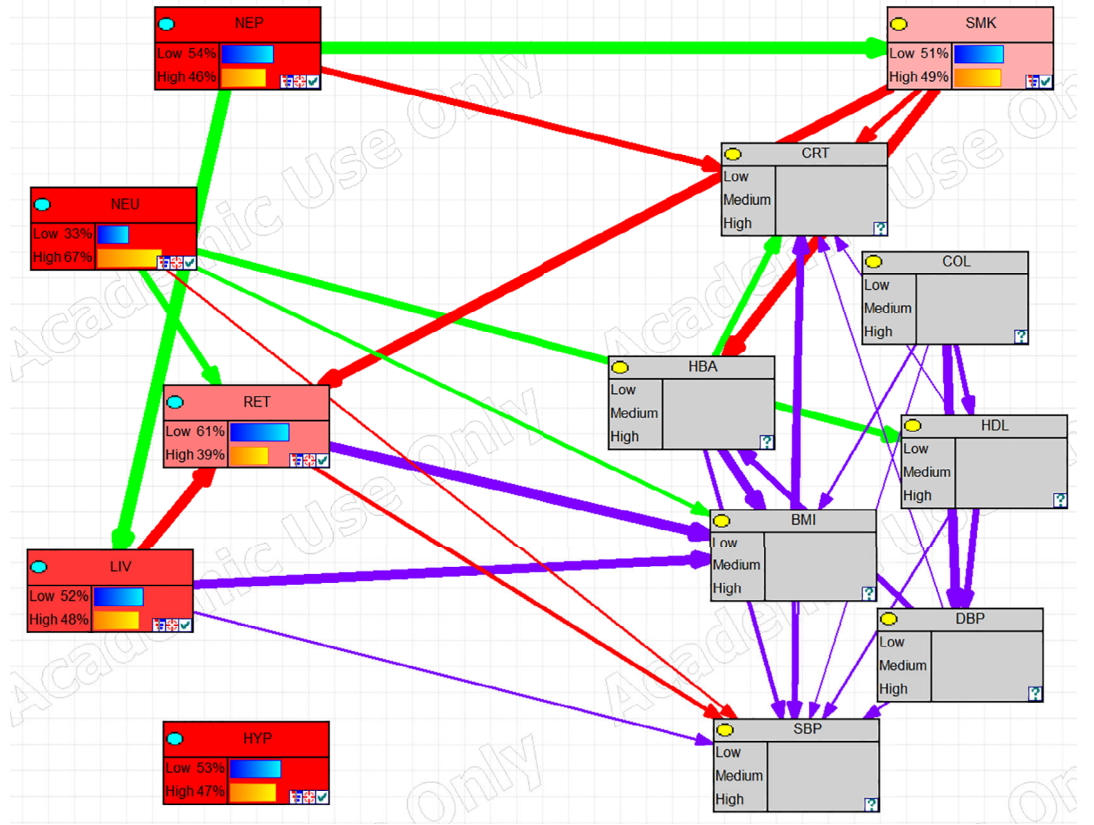 NEP
Low 54%
High 46%
SMK
Low 51%
High 49%
CRT
Low
Medium
High
NEU
Low 33%
High 67%
COL
Low
Medium
High
HBA
Low
Medium
High
RET
Low 61%
High 39%
HDL
Low
Medium
High
BMI
Low
Medium
High
LIV
Low 52%
High 48%
DBP
Low
Medium
High
HYP
Low 53%
High 47%
SBP
Low
Medium
High
Academic Use Only
Academic Use Only
Academic Use Only
Academic Use Only